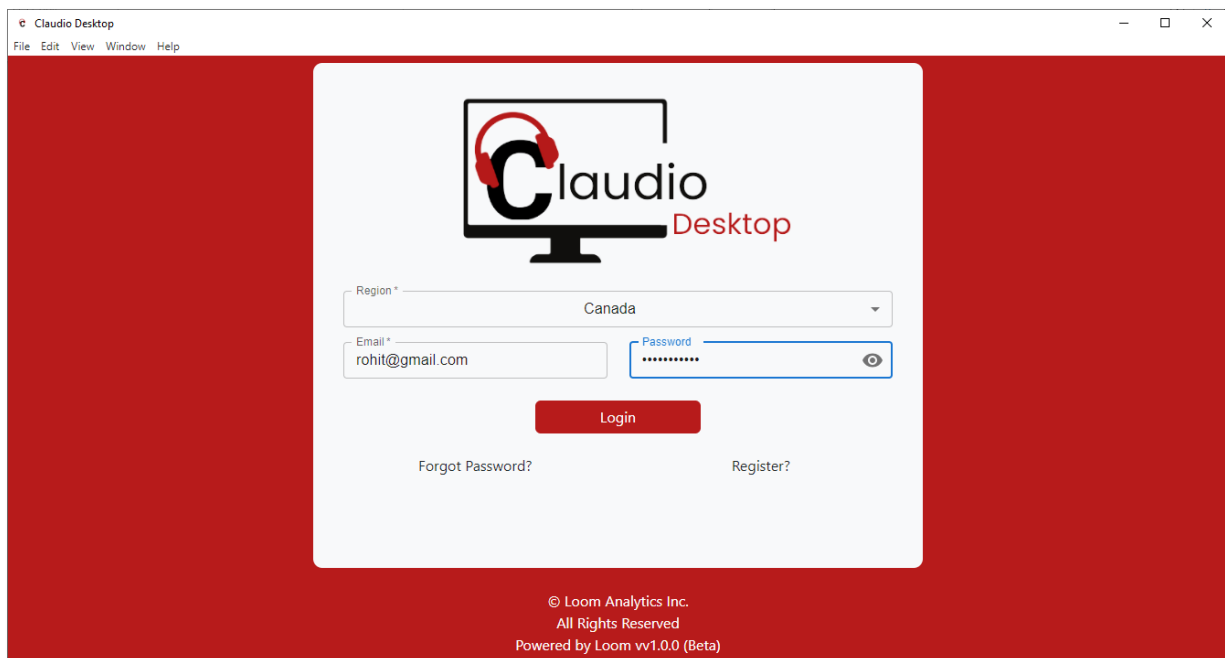 Claudio Desktop
File Edit View Window Help
Claudio
Desktop
Region *
Canada
Email * Password
rohit@gmail.com •••••••••••
Login
Forgot Password? Register?
© Loom Analytics Inc.
All Rights Reserved
Powered by Loom vv1.0.0 (Beta)